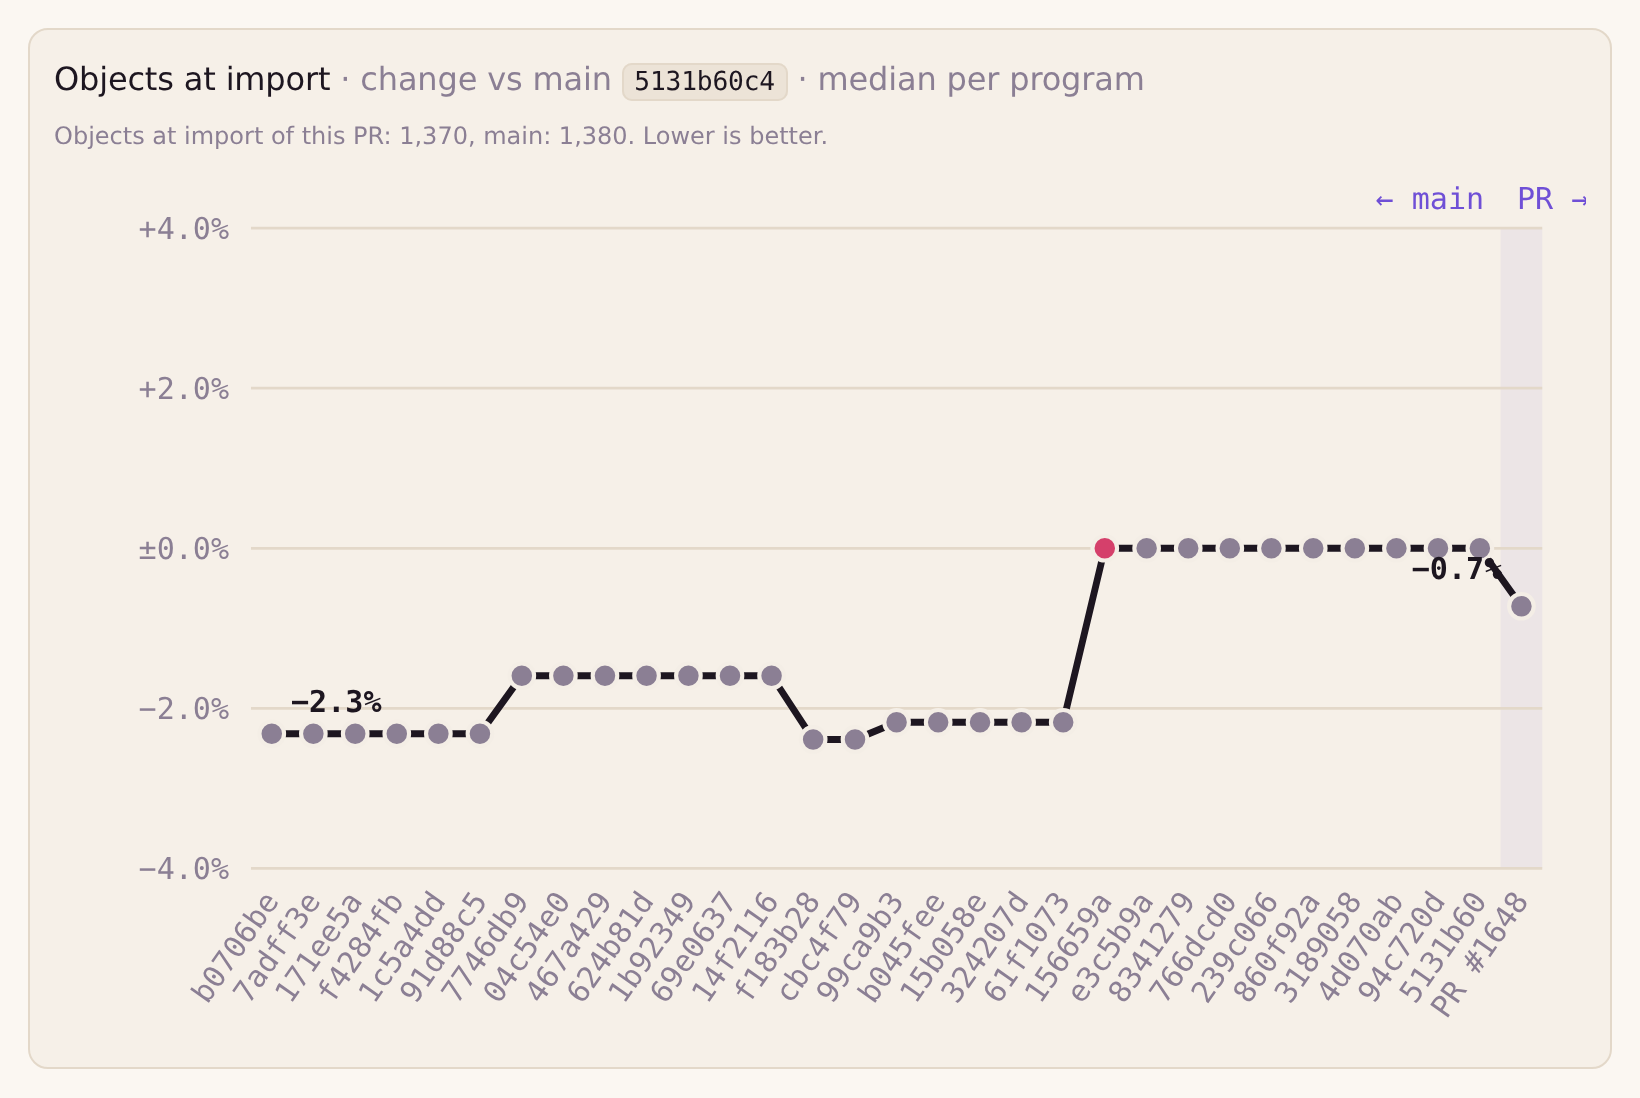 Objects at import · change vs main 5131b60c4 · median per program
Objects at import of this PR: 1,370, main: 1,380. Lower is better.
← main PR →
+4.0%
+2.0%
±0.0%
−2.0%
−4.0%
−2.3%
−0.7%
b0706be
7adff3e
171ee5a
f4284fb
1c5a4dd
91d88c5
7746db9
04c54e0
467a429
624b81d
1b92349
69e0637
14f2116
f183b28
cbc4f79
99ca9b3
b045fee
15b058e
324207d
61f1073
156659a
e3c5b9a
8341279
766dcd0
239c066
860f92a
3189058
4d070ab
94c720d
5131b60
PR #1648